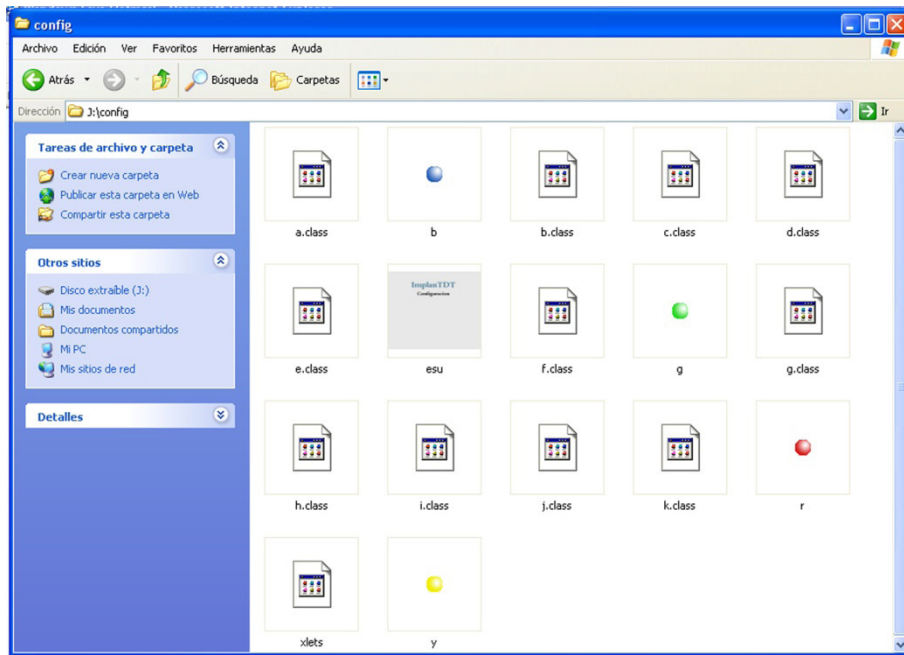 config
Archivo Edición Ver Favoritos Herramientas Ayuda
Atrás Búsqueda Carpetas
Dirección J:\config Ir
Tareas de archivo y carpeta
Crear nueva carpeta
Publicar esta carpeta en Web
Compartir esta carpeta
Otros sitios
Disco extraíble (J:)
Mis documentos
Documentos compartidos
Mi PC
Mis sitios de red
Detalles
a.class b b.class c.class d.class
ImplanTDT
Configuracion
e.class esu f.class g g.class
h.class i.class j.class k.class r
xlets y